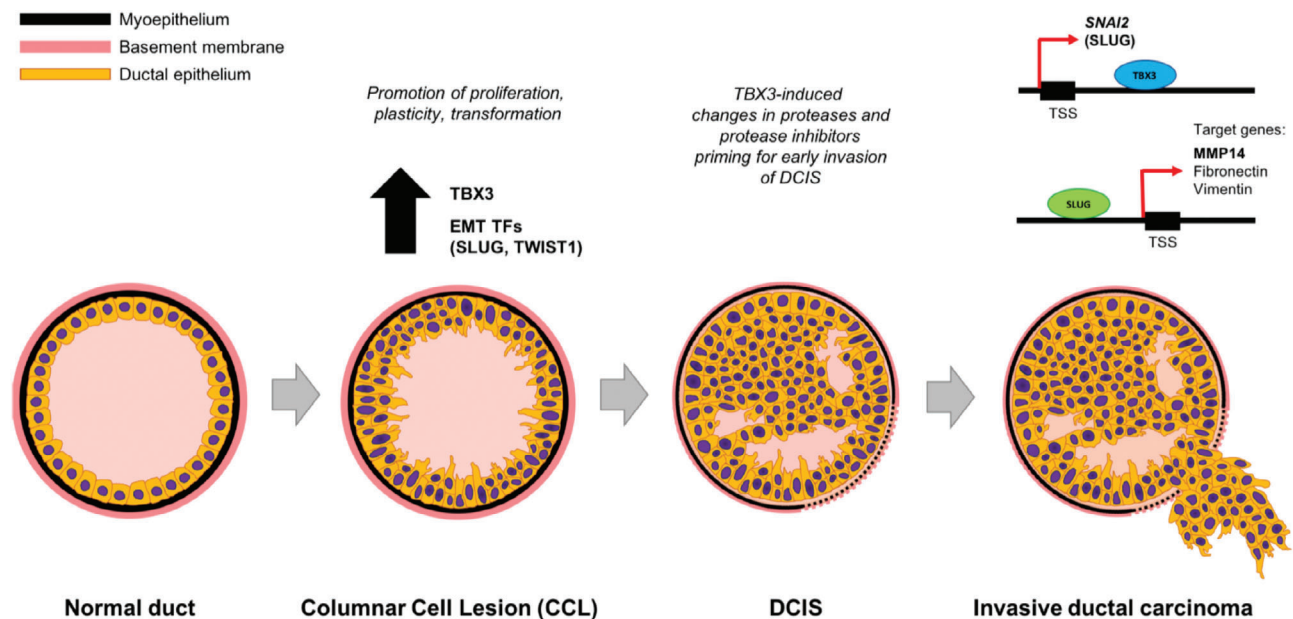 Myoepithelium
Basement membrane
Ductal epithelium
Promotion of proliferation,
plasticity, transformation
TBX3
EMT TFs
(SLUG, TWIST1)
TBX3-induced
changes in proteases and
protease inhibitors
priming for early invasion
of DCIS
SNAI2
(SLUG)
TBX3
TSS
Target genes:
MMP14
Fibronectin
Vimentin
SLUG
TSS
Normal duct
Columnar Cell Lesion (CCL)
DCIS
Invasive ductal carcinoma